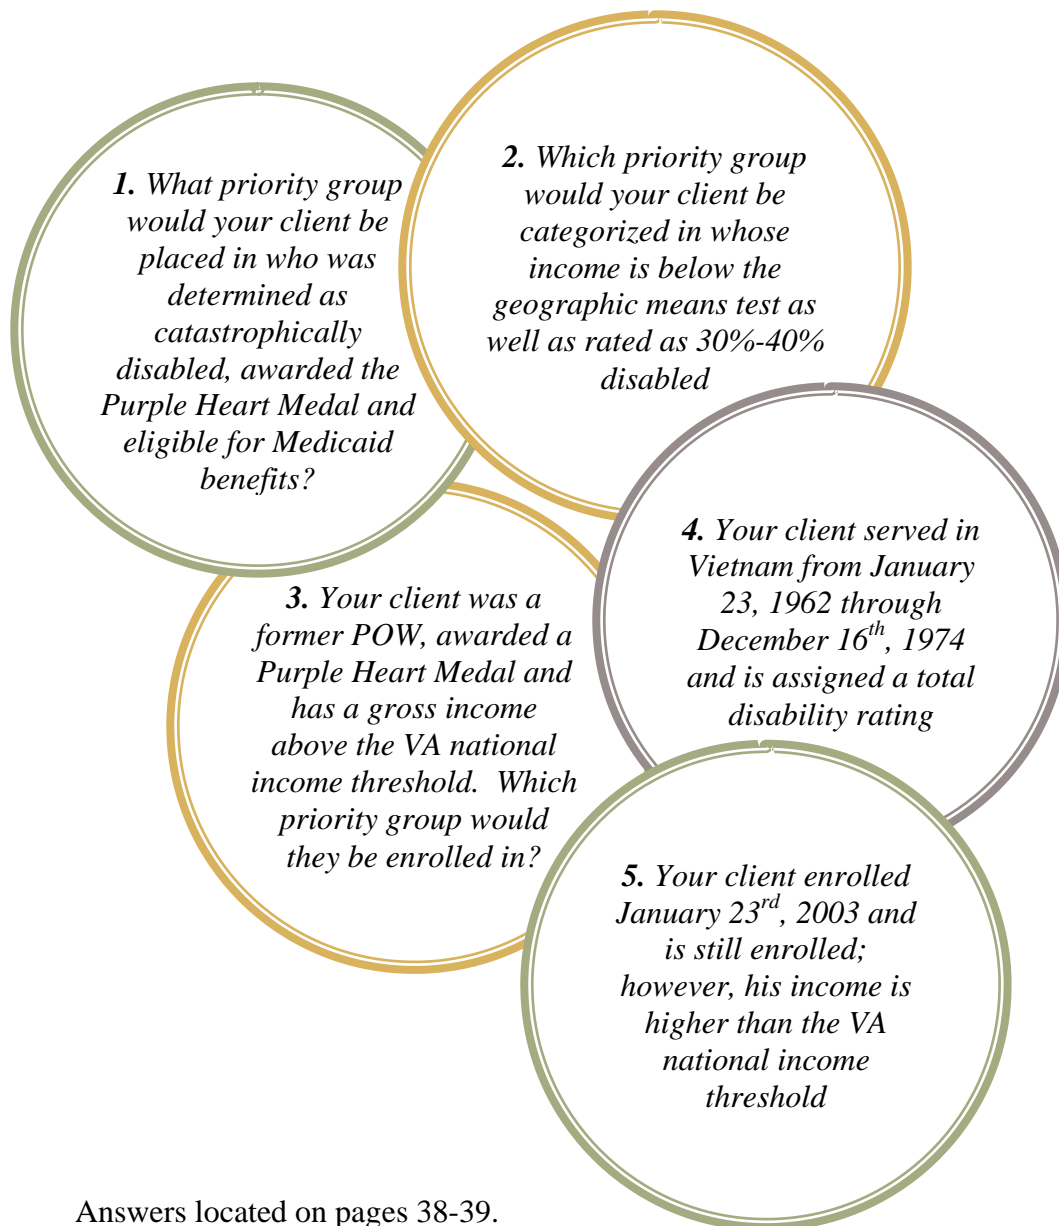 1. What priority group
would your client be
placed in who was
determined as
catastrophically
disabled, awarded the
Purple Heart Medal and
eligible for Medicaid
benefits?
2. Which priority group
would your client be
categorized in whose
income is below the
geographic means test as
well as rated as 30%-40%
disabled
3. Your client was a
former POW, awarded a
Purple Heart Medal and
has a gross income
above the VA national
income threshold. Which
priority group would
they be enrolled in?
4. Your client served in
Vietnam from January
23, 1962 through
December 16th, 1974
and is assigned a total
disability rating
5. Your client enrolled
January 23rd, 2003 and
is still enrolled;
however, his income is
higher than the VA
national income
threshold
Answers located on pages 38-39.